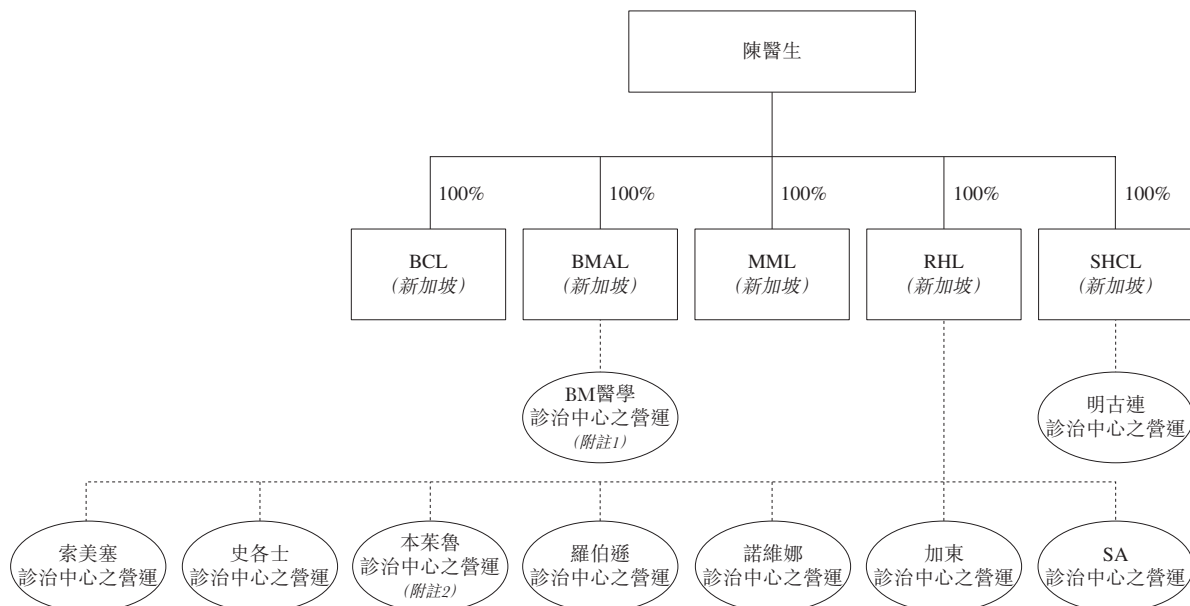 陳醫生
100%
100%
100%
100%
100%
BCL
(新加坡)
BMAL
(新加坡)
MML
(新加坡)
RHL
(新加坡)
SHCL
(新加坡)
BM醫學
診治中心之營運
(附註1)
明古連
診治中心之營運
索美塞
診治中心之營運
史各士
診治中心之營運
本茱魯
診治中心之營運
(附註2)
羅伯遜
診治中心之營運
諾維娜
診治中心之營運
加東
診治中心之營運
SA
診治中心之營運